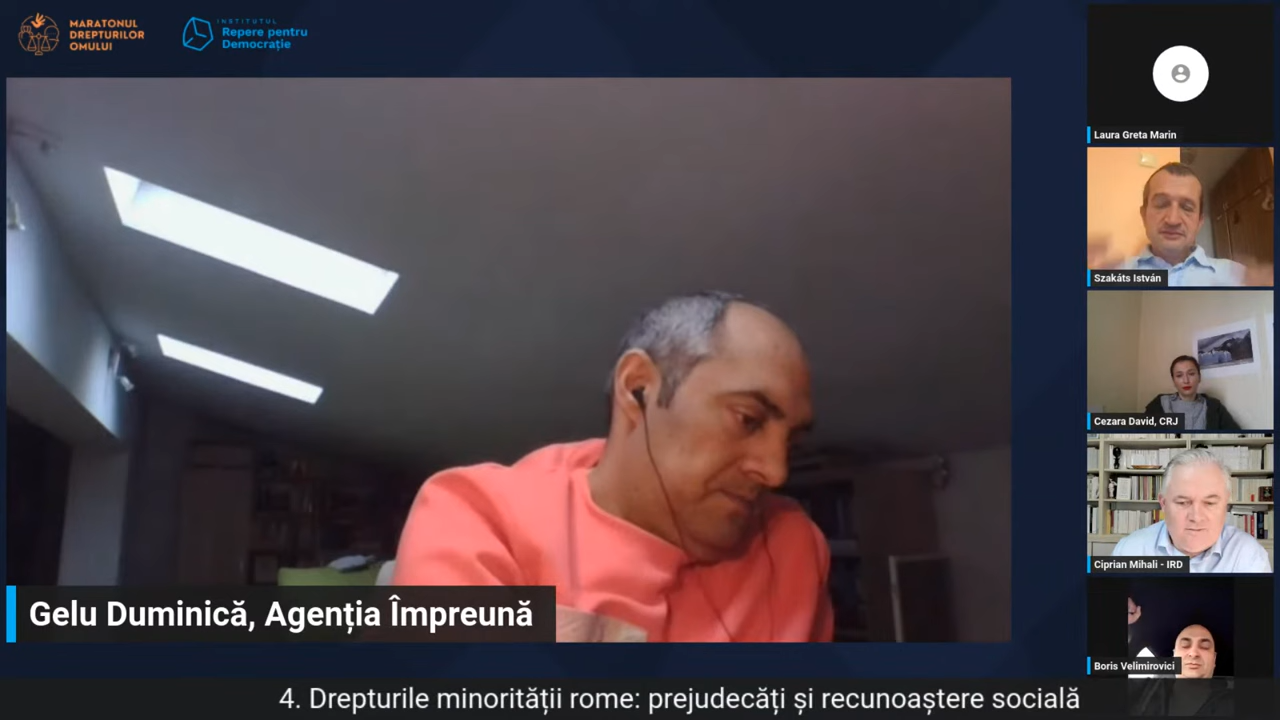 MARATONUL
DREPTURILOR
OMULUI
INSTITUTUL
Repere pentru
Democrație
Laura Greta Marin
Szakáts István
Cezara David, CRJ
Ciprian Mihali - IRD
Boris Velimirovici
Gelu Duminică, Agenția Împreună
4. Drepturile minorității rome: prejudecăți și recunoaștere socială